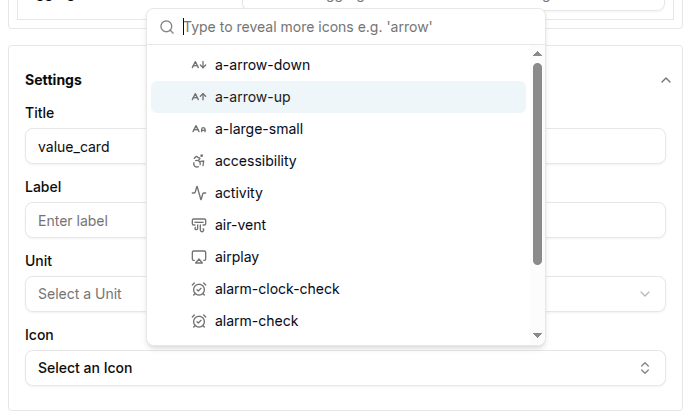 Type to reveal more icons e.g. 'arrow'
a-arrow-down
a-arrow-up
a-large-small
accessibility
activity
air-vent
airplay
alarm-clock-check
alarm-check
Settings
Title
value_card
Label
Enter label
Unit
Select a Unit
Icon
Select an Icon